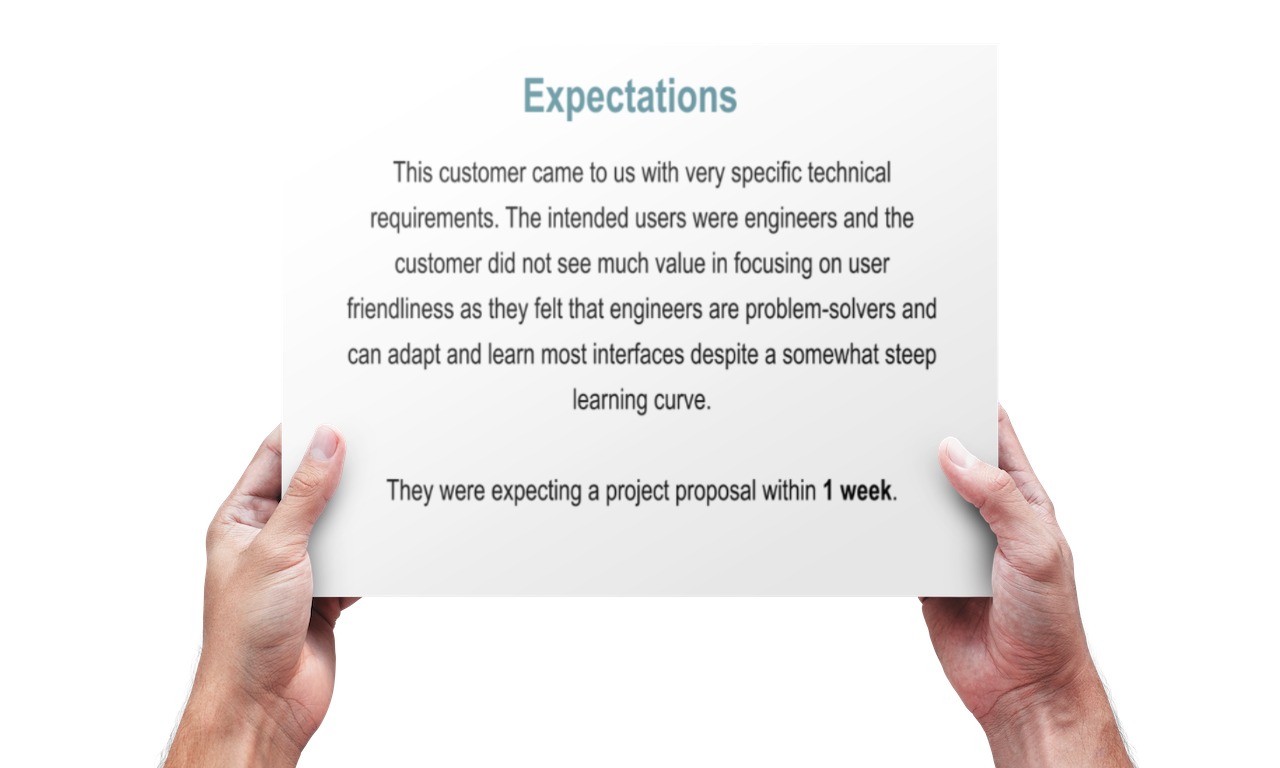 Expectations
This customer came to us with very specific technical
requirements. The intended users were engineers and the
customer did not see much value in focusing on user
friendliness as they felt that engineers are problem-solvers and
can adapt and learn most interfaces despite a somewhat steep
learning curve.
They were expecting a project proposal within 1 week.